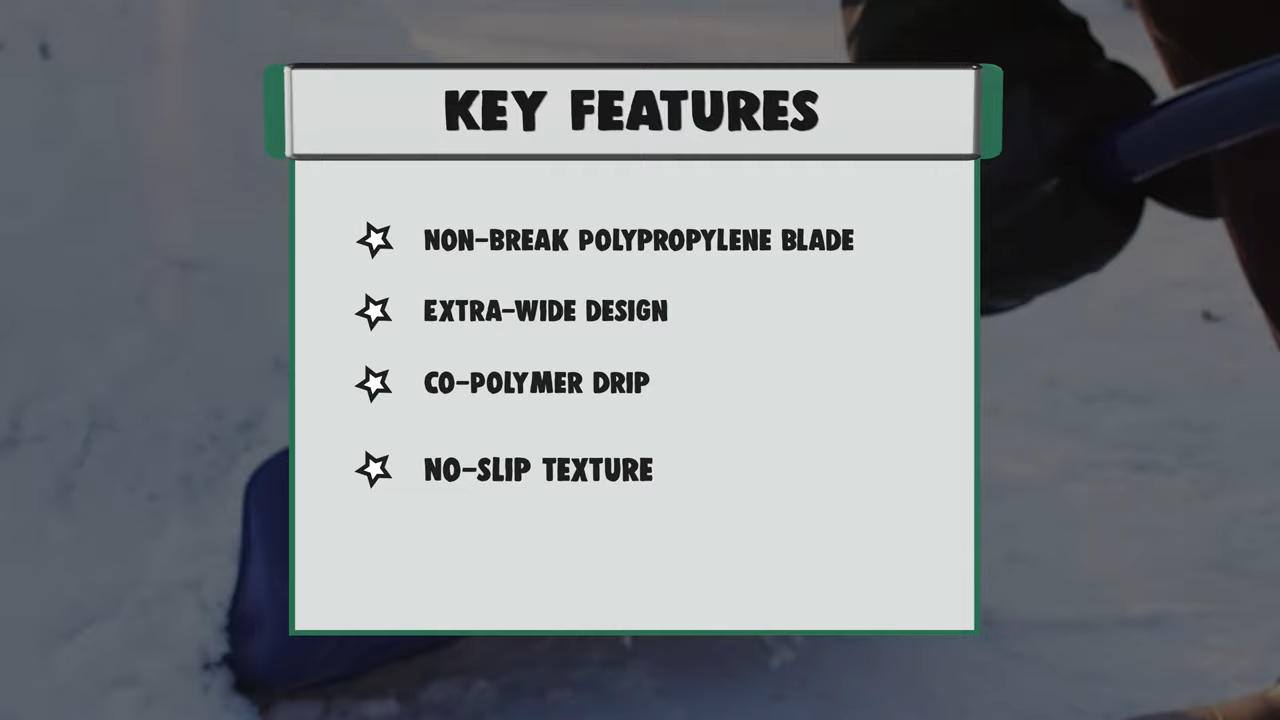 KEY FEATURES
NON-BREAK POLYPROPYLENE BLADE
EXTRA-WIDE DESIGN
CO-POLYMER DRIP
NO-SLIP TEXTURE